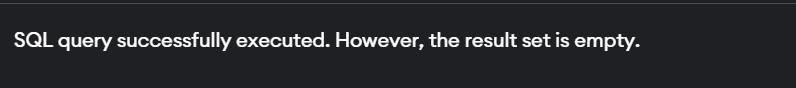 SQL query successfully executed. However, the result set is empty.